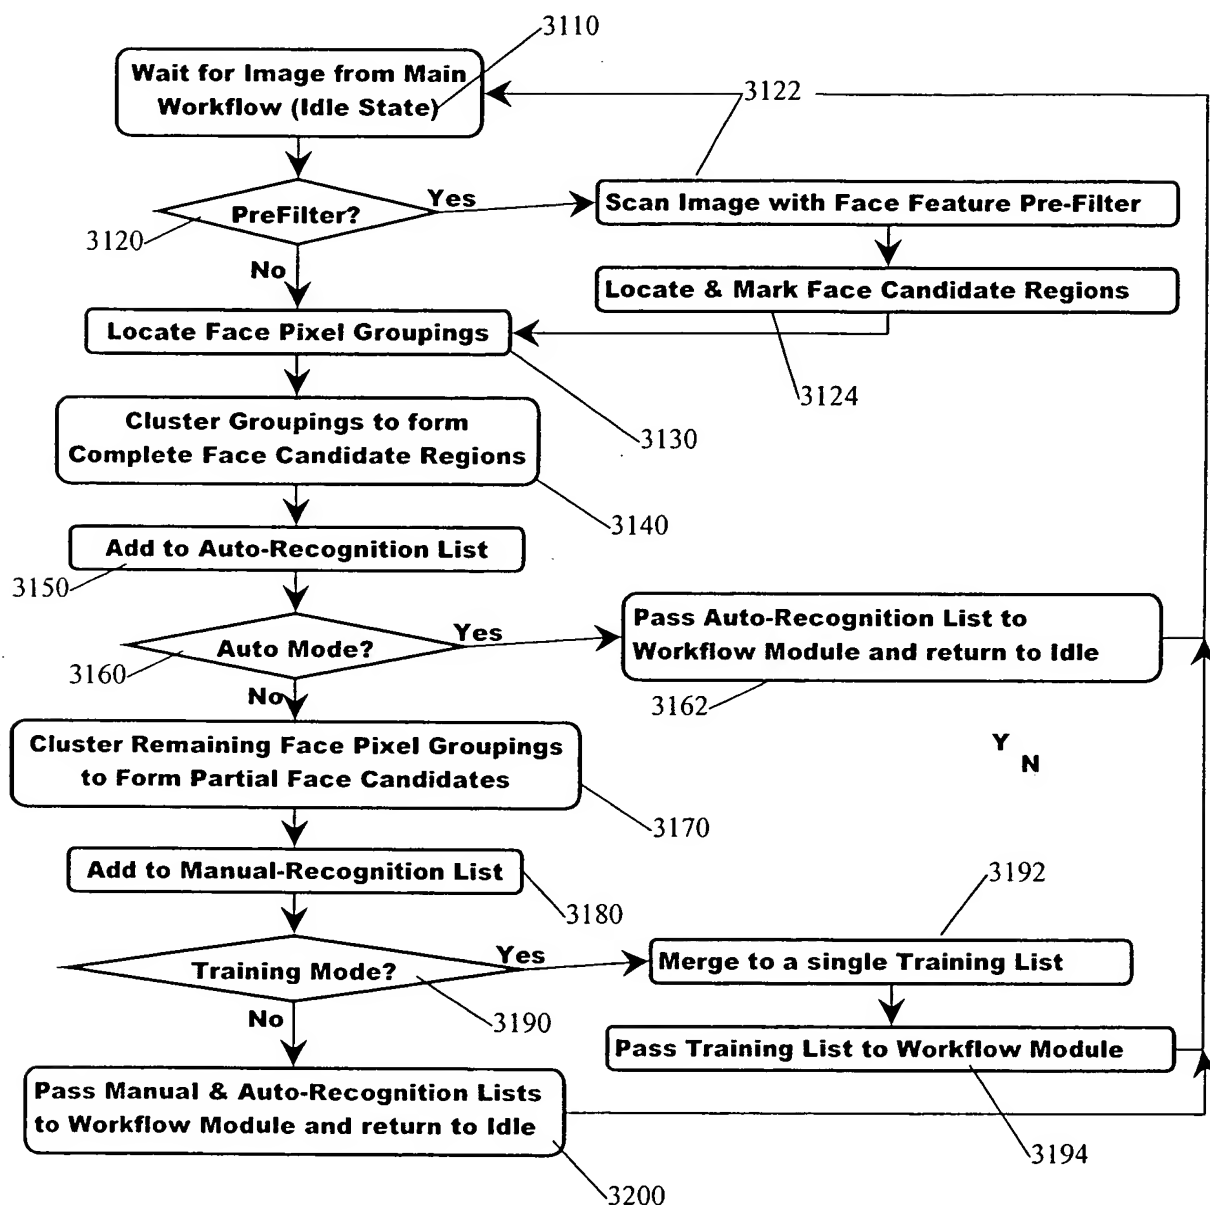 3110
Wait for Image from Main
Workflow (Idle State)
3122
PreFilter?
Yes
3120
No
Scan Image with Face Feature Pre-Filter
Locate & Mark Face Candidate Regions
3124
Locate Face Pixel Groupings
3130
Cluster Groupings to form
Complete Face Candidate Regions
3140
Add to Auto-Recognition List
3150
Auto Mode?
Yes
3160
No
Pass Auto-Recognition List to
Workflow Module and return to Idle
3162
Y
N
Cluster Remaining Face Pixel Groupings
to Form Partial Face Candidates
3170
Add to Manual-Recognition List
3180
3192
Training Mode?
Yes
3190
No
Merge to a single Training List
Pass Training List to Workflow Module
3194
Pass Manual & Auto-Recognition Lists
to Workflow Module and return to Idle
3200